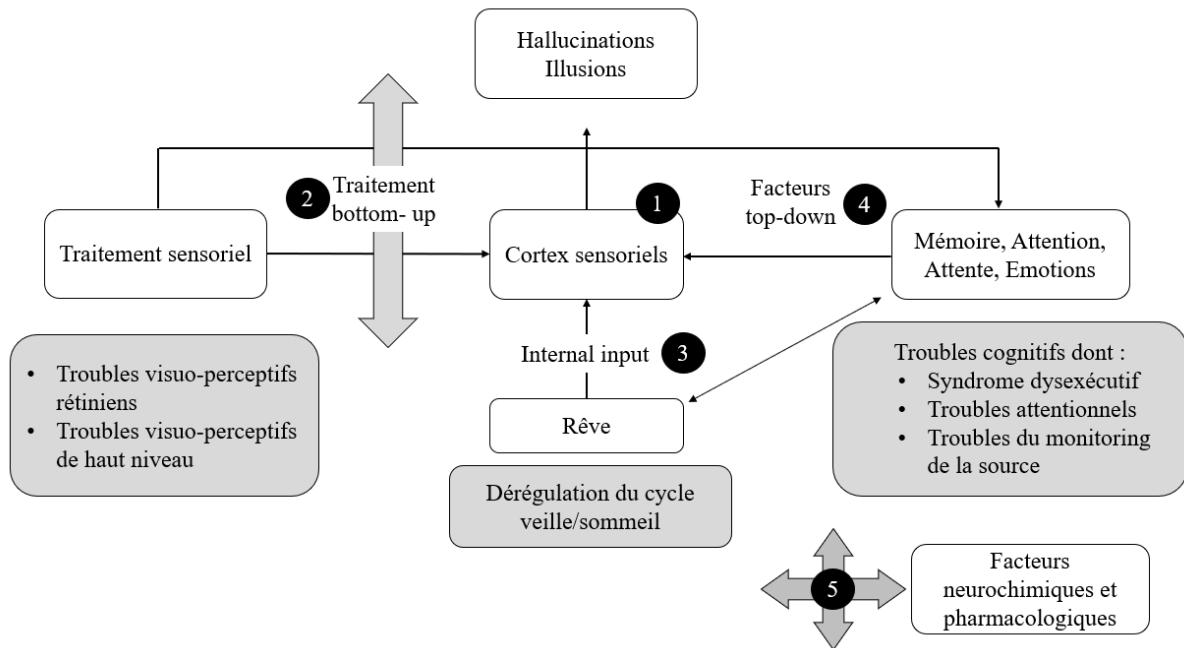 Hallucinations
Illusions
2
Traitement
bottom- up
1
Facteurs
top-down
4
Traitement sensoriel
Cortex sensoriels
Mémoire, Attention,
Attente, Emotions
Internal input
3
• Troubles visuo-perceptifs
rétiniens
• Troubles visuo-perceptifs
de haut niveau
Rêve
Troubles cognitifs dont :
• Syndrome dysexécutif
• Troubles attentionnels
• Troubles du monitoring
de la source
Dérégulation du cycle
veille/sommeil
5
Facteurs
neurochimiques et
pharmacologiques